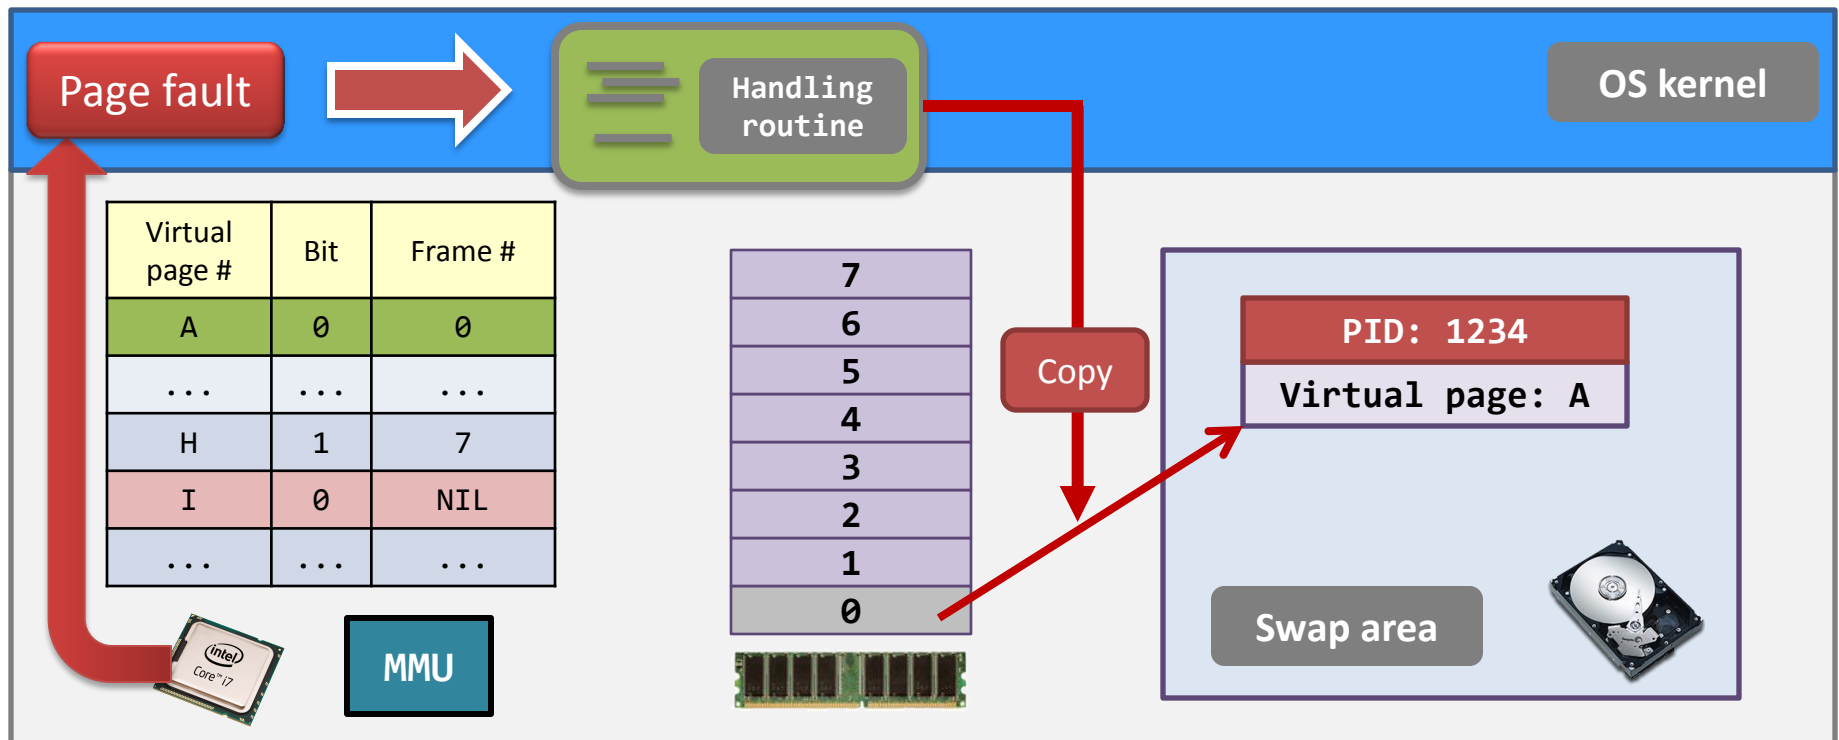 Page fault
Handling
routine
OS kernel
Virtual
page #
Bit
Frame #
A
0
0
...
...
...
H
1
7
I
0
NIL
...
...
...
7
6
5
4
3
2
1
0
Copy
PID: 1234
Virtual page: A
Swap area
intel
Core™ i7
MMU